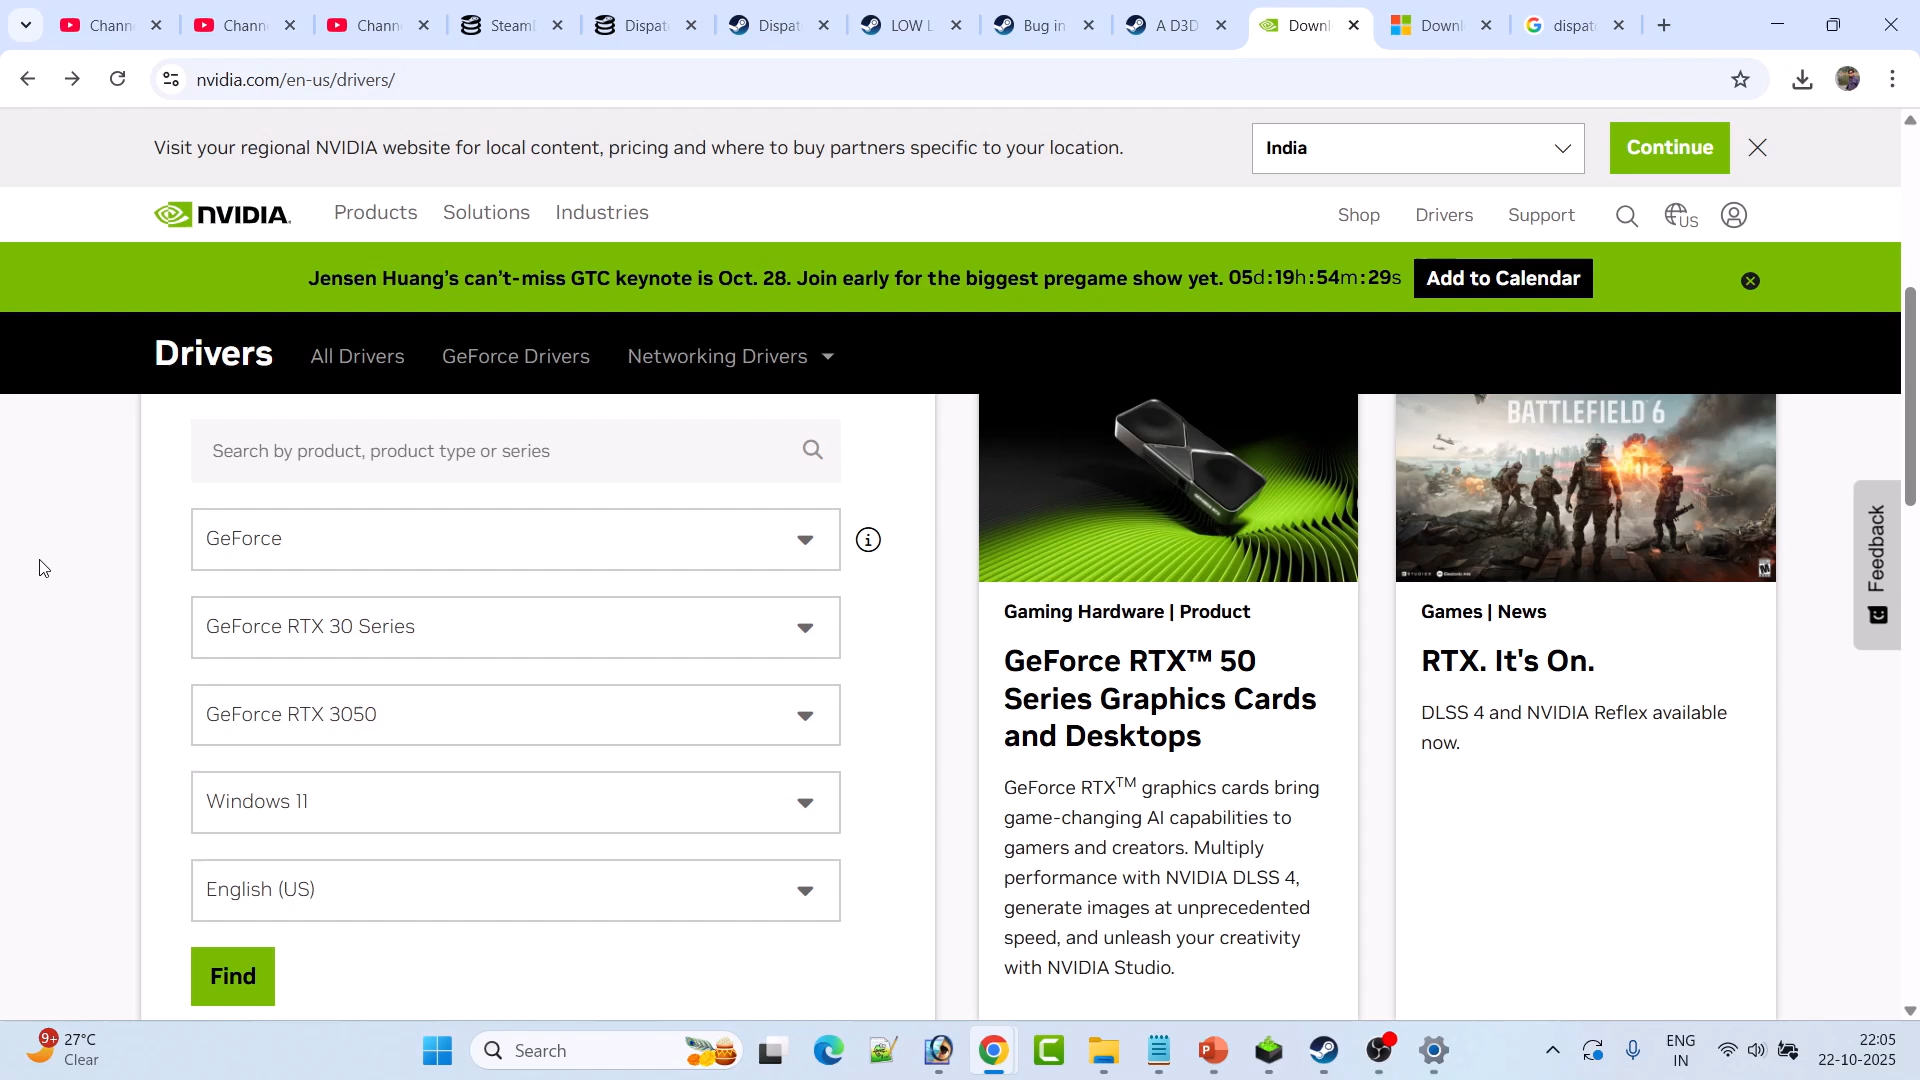 Chann
Chann
Chann
Steam
Dispat
Dispat
LOW L
Bug in
A D3D
Downl
Downl
dispat
nvidia.com/en-us/drivers/
Visit your regional NVIDIA website for local content, pricing and where to buy partners specific to your location.
India
Continue
NVIDIA.
Products
Solutions
Industries
Shop
Drivers
Support
US
Jensen Huang's can't-miss GTC keynote is Oct. 28. Join early for the biggest pregame show yet. 05d:19h:54m:29s
Add to Calendar
Drivers
All Drivers
GeForce Drivers
Networking Drivers
Search by product, product type or series
GeForce
GeForce RTX 30 Series
GeForce RTX 3050
Windows 11
English (US)
Find
Gaming Hardware | Product
GeForce RTX™ 50
Series Graphics Cards
and Desktops
GeForce RTXTM graphics cards bring
game-changing AI capabilities to
gamers and creators. Multiply
performance with NVIDIA DLSS 4,
generate images at unprecedented
speed, and unleash your creativity
with NVIDIA Studio.
BATTLEFIELD 6
Games | News
RTX. It's On.
DLSS 4 and NVIDIA Reflex available
now.
Feedback
9+
27°C
Clear
Search
ENG
IN
22:05
22-10-2025